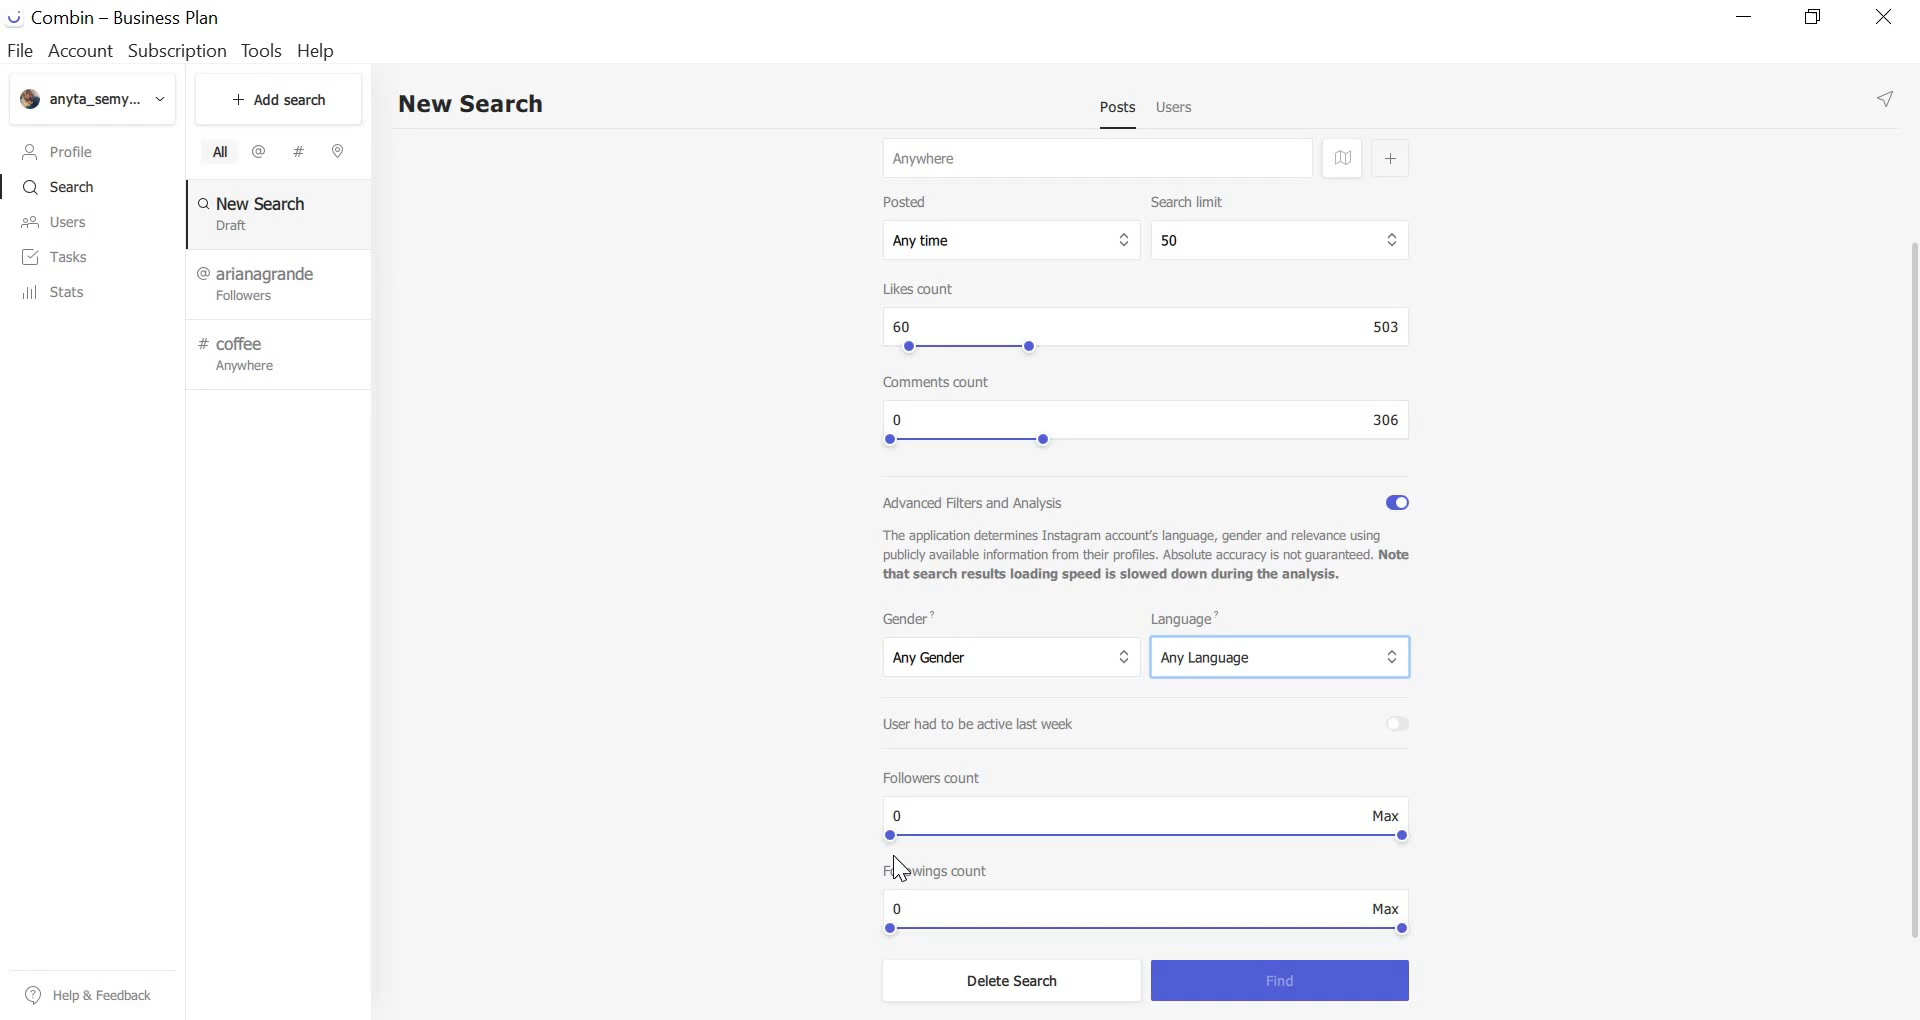 Combin – Business Plan
File Account Subscription Tools Help
anyta_semy...
Profile
Search
Users
Tasks
Stats
Help & Feedback
+ Add search
All @ #
New Search
Draft
@ arianagrande
Followers
# coffee
Anywhere
New Search
Posts Users
Anywhere
+
Posted Search limit
Any time 50
Likes count
60 503
Comments count
0 306
Advanced Filters and Analysis
The application determines Instagram account's language, gender and relevance using
publicly available information from their profiles. Absolute accuracy is not guaranteed. Note
that search results loading speed is slowed down during the analysis.
Gender ? Language ?
Any Gender Any Language
User had to be active last week
Followers count
0 Max
count
0 Max
Delete Search Find